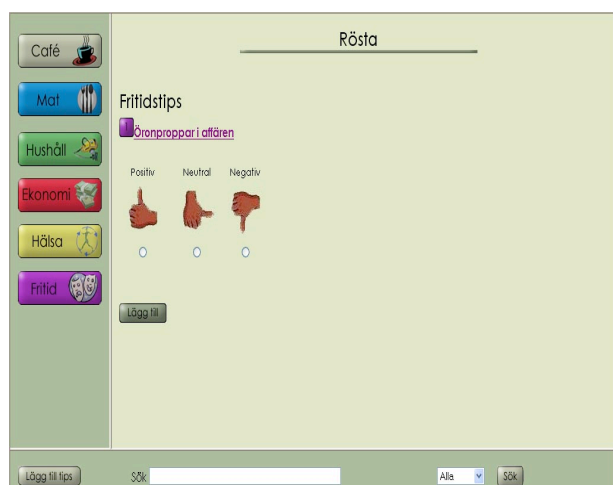 Rösta
Café
Mat
Hushåll
Ekonomi
Hälsa
Fritid
Fritidstips
Öronproppar i affären
Positiv Neutral Negativ
Lägg till
Lägg till tips Sök Alla Sök